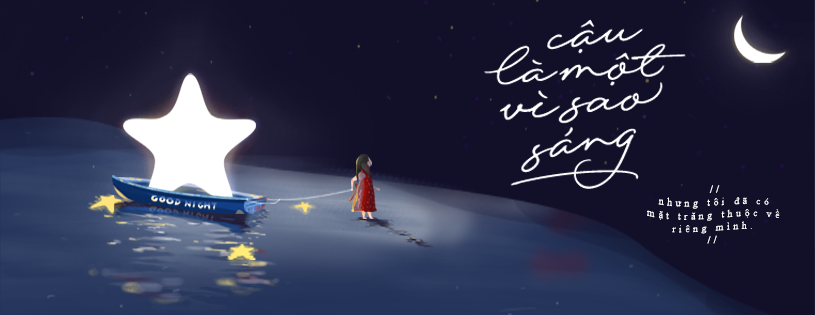 cậu
là một
vì sao
sáng
//
nhưng tôi đã có
mặt trăng thuộc về
riêng mình.
//
GOOD NIGHT